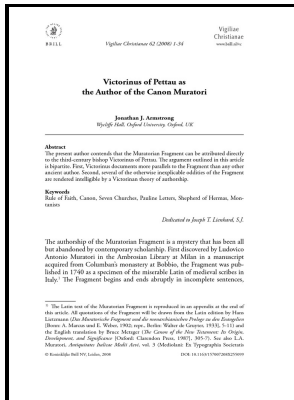 BRILL
Vigiliae Christianae 62 (2008) 1-34
Vigiliae
Christianae
www.brill.nl/vc
Victorinus of Pettau as
the Author of the Canon Muratori
Jonathan J. Armstrong
Wycliffe Hall, Oxford University, Oxford, UK
Abstract
The present author contends that the Muratorian Fragment can be attributed directly
to the third-century bishop Victorinus of Pettau. The argument outlined in this article
is bipartite. First, Victorinus documents more parallels to the Fragment than any other
ancient author. Second, several of the otherwise inexplicable oddities of the Fragment
are rendered intelligible by a Victorinan theory of authorship.
Keywords
Rule of Faith, Canon, Seven Churches, Pauline Letters, Shepherd of Hermas, Mon-
tanists
Dedicated to Joseph T. Lienhard, S.J.
The authorship of the Muratorian Fragment is a mystery that has been all
but abandoned by contemporary scholarship. First discovered by Ludovico
Antonio Muratori in the Ambrosian Library at Milan in a manuscript
acquired from Columban's monastery at Bobbio, the Fragment was pub-
lished in 1740 as a specimen of the miserable Latin of medieval scribes in
Italy.¹ The Fragment begins and ends abruptly in incomplete sentences,
¹ The Latin text of the Muratorian Fragment is reproduced in an appendix at the end of
this article. All quotations of the Fragment will be drawn from the Latin edition by Hans
Lietzmann (Das Muratorische Fragment und die monarchianischen Prologe zu den Evangelien
[Bonn: A. Marcus und E. Weber, 1902; repr., Berlin: Walter de Gruyter, 1933], 5-11) and
the English translation by Bruce Metzger (The Canon of the New Testament: Its Origin,
Development, and Significance [Oxford: Clarendon Press, 1987], 305-7). See also L.A.
Muratori, Antiquitates Italicae Medii Aevi, vol. 3 (Mediolani: Ex Typographia Societatis
© Koninklijke Brill NV, Leiden, 2008
DOI: 10.1163/157007208X255099